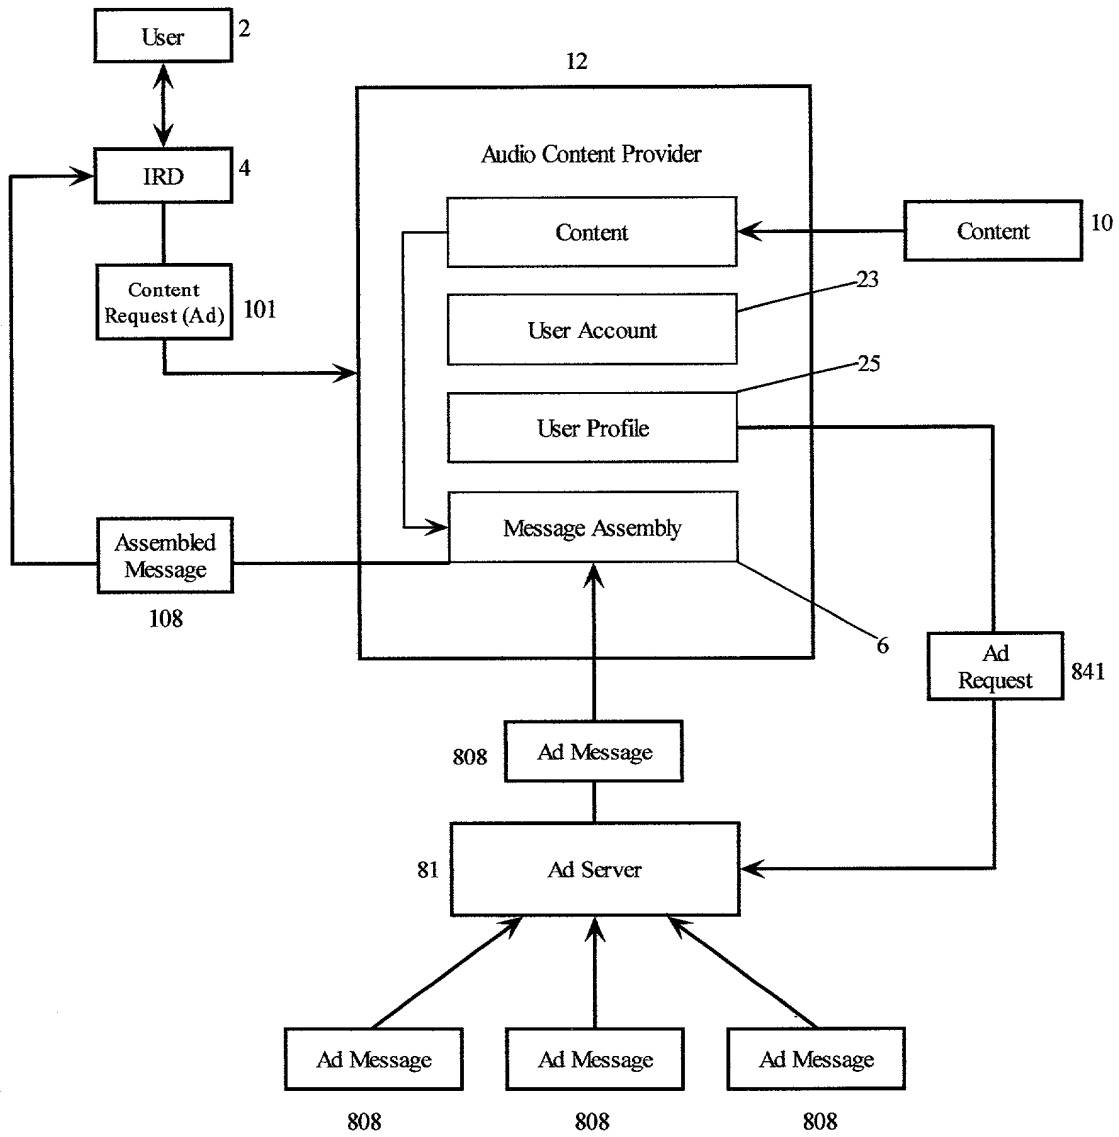 User
2
12
Audio Content Provider
IRD
4
Content
Content
10
Content
Request (Ad)
101
23
User Account
25
User Profile
Message Assembly
Assembled
Message
108
6
Ad
Request
841
808
Ad Message
81
Ad Server
Ad Message
Ad Message
Ad Message
808
808
808